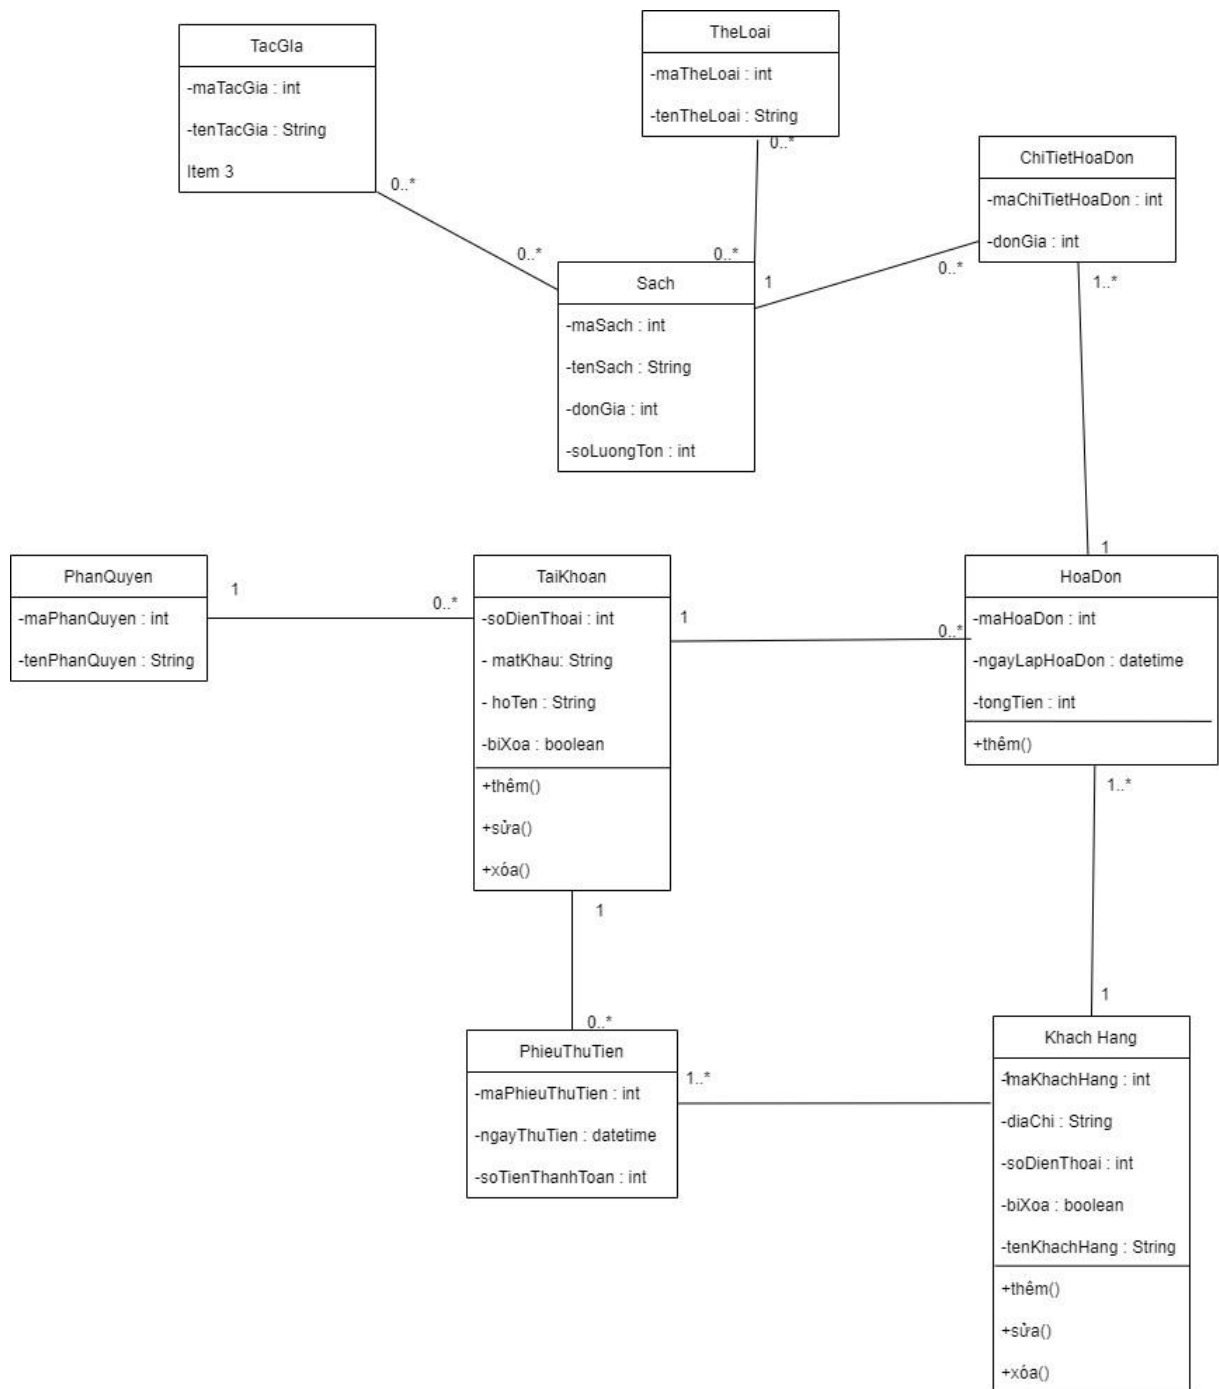 TacGIa
-maTacGia : int
-tenTacGia : String
Item 3
0..*
0..*
TheLoai
-maTheLoai : int
-tenTheLoai : String
0..*
0..*
ChiTietHoaDon
-maChiTietHoaDon : int
-donGia : int
0..*
1..*
1
Sach
-maSach : int
-tenSach : String
-donGia : int
-soLuongTon : int
PhanQuyen
-maPhanQuyen : int
-tenPhanQuyen : String
1
0..*
TaiKhoan
-soDienThoai : int
- matKhau: String
- hoTen : String
-biXoa : boolean
+thêm()
+sửa()
+xóa()
1
0..*
1
HoaDon
-maHoaDon : int
-ngayLapHoaDon : datetime
-tongTien : int
+thêm()
1..*
1
1
0..*
PhieuThuTien
-maPhieuThuTien : int
-ngayThuTien : datetime
-soTienThanhToan : int
1..*
1
Khach Hang
-maKhachHang : int
-diaChi : String
-soDienThoai : int
-biXoa : boolean
-tenKhachHang : String
+thêm()
+sửa()
+xóa()